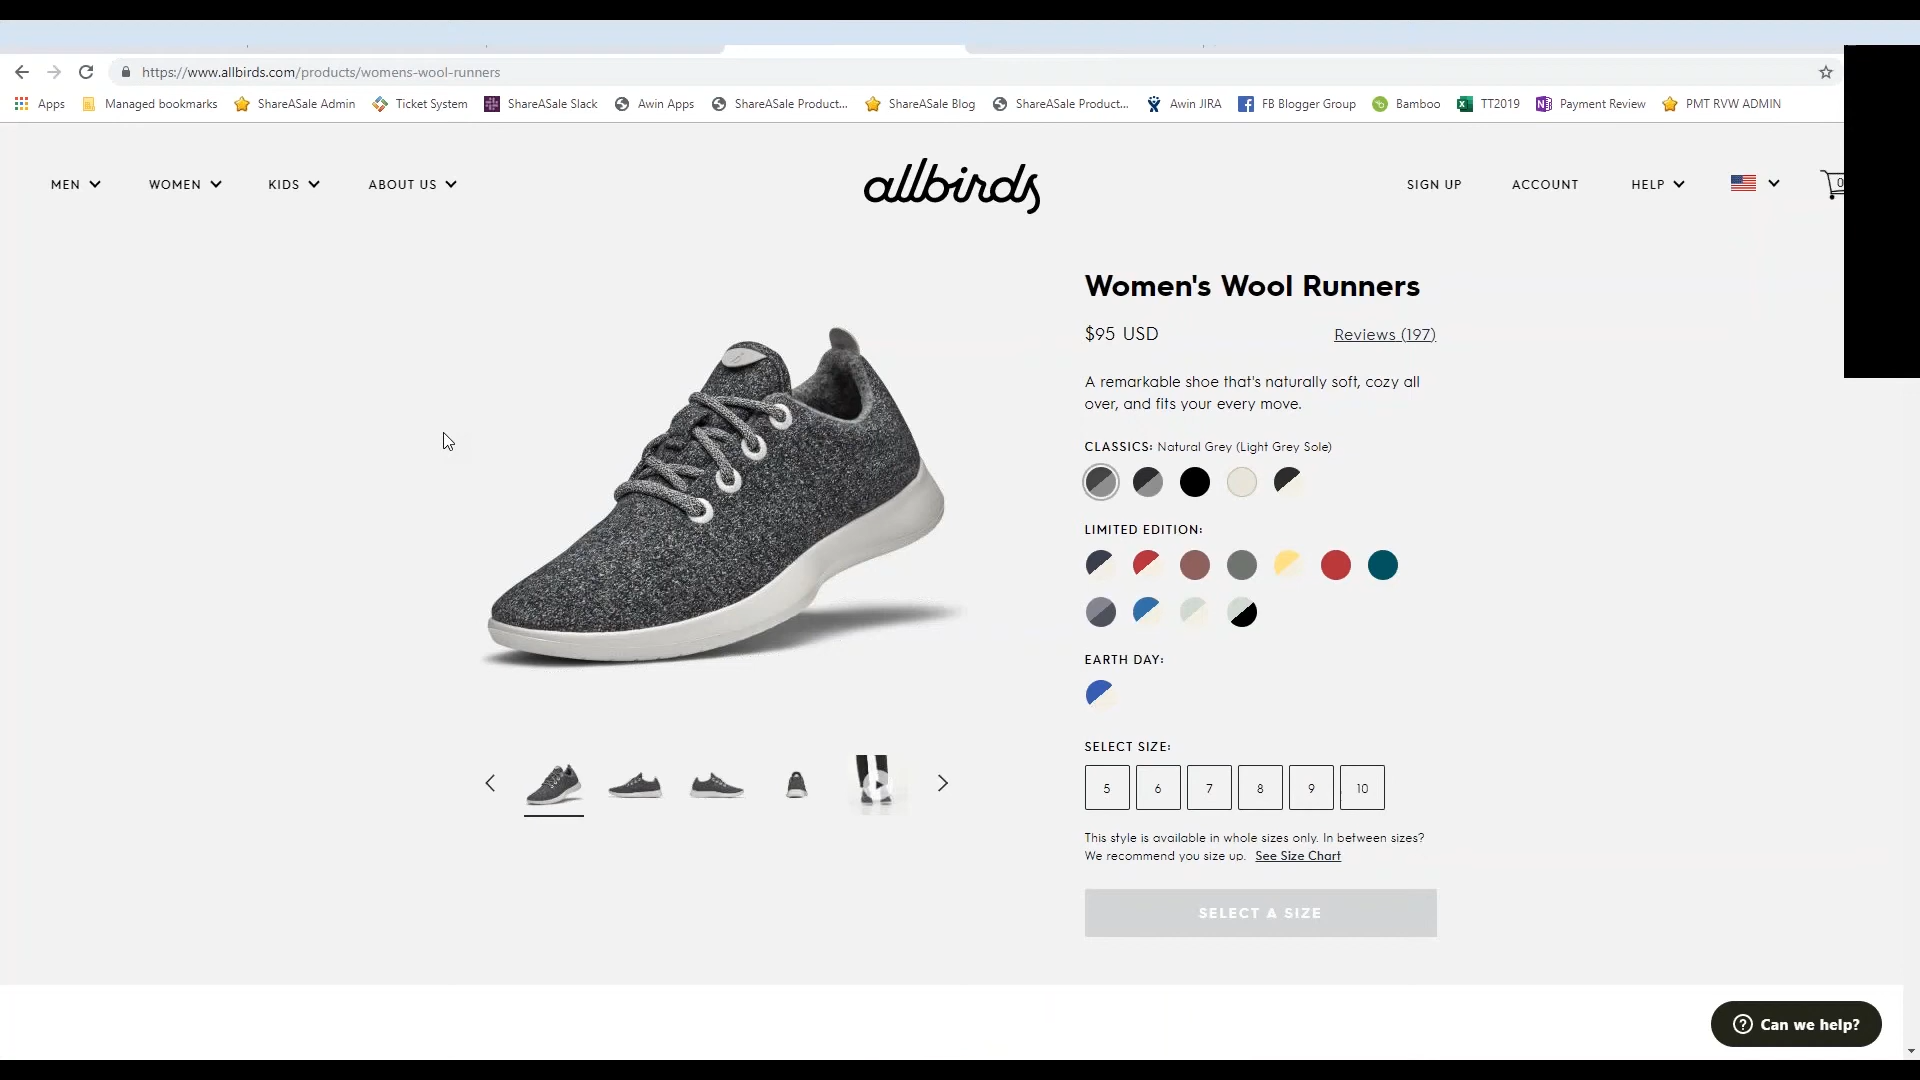 https://www.allbirds.com/products/womens-wool-runners
Apps Managed bookmarks ShareASale Admin Ticket System ShareASale Slack Awin Apps ShareASale Product... ShareASale Blog ShareASale Product... Awin JIRA FB Blogger Group Bamboo TT2019 Payment Review PMT RVW ADMIN
MEN WOMEN KIDS ABOUT US allbirds SIGN UP ACCOUNT HELP 0
Women's Wool Runners
$95 USD Reviews (197)
A remarkable shoe that's naturally soft, cozy all
over, and fits your every move.
CLASSICS: Natural Grey (Light Grey Sole)
LIMITED EDITION:
EARTH DAY:
SELECT SIZE:
5 6 7 8 9 10
This style is available in whole sizes only. In between sizes?
We recommend you size up. See Size Chart
SELECT A SIZE
Can we help?